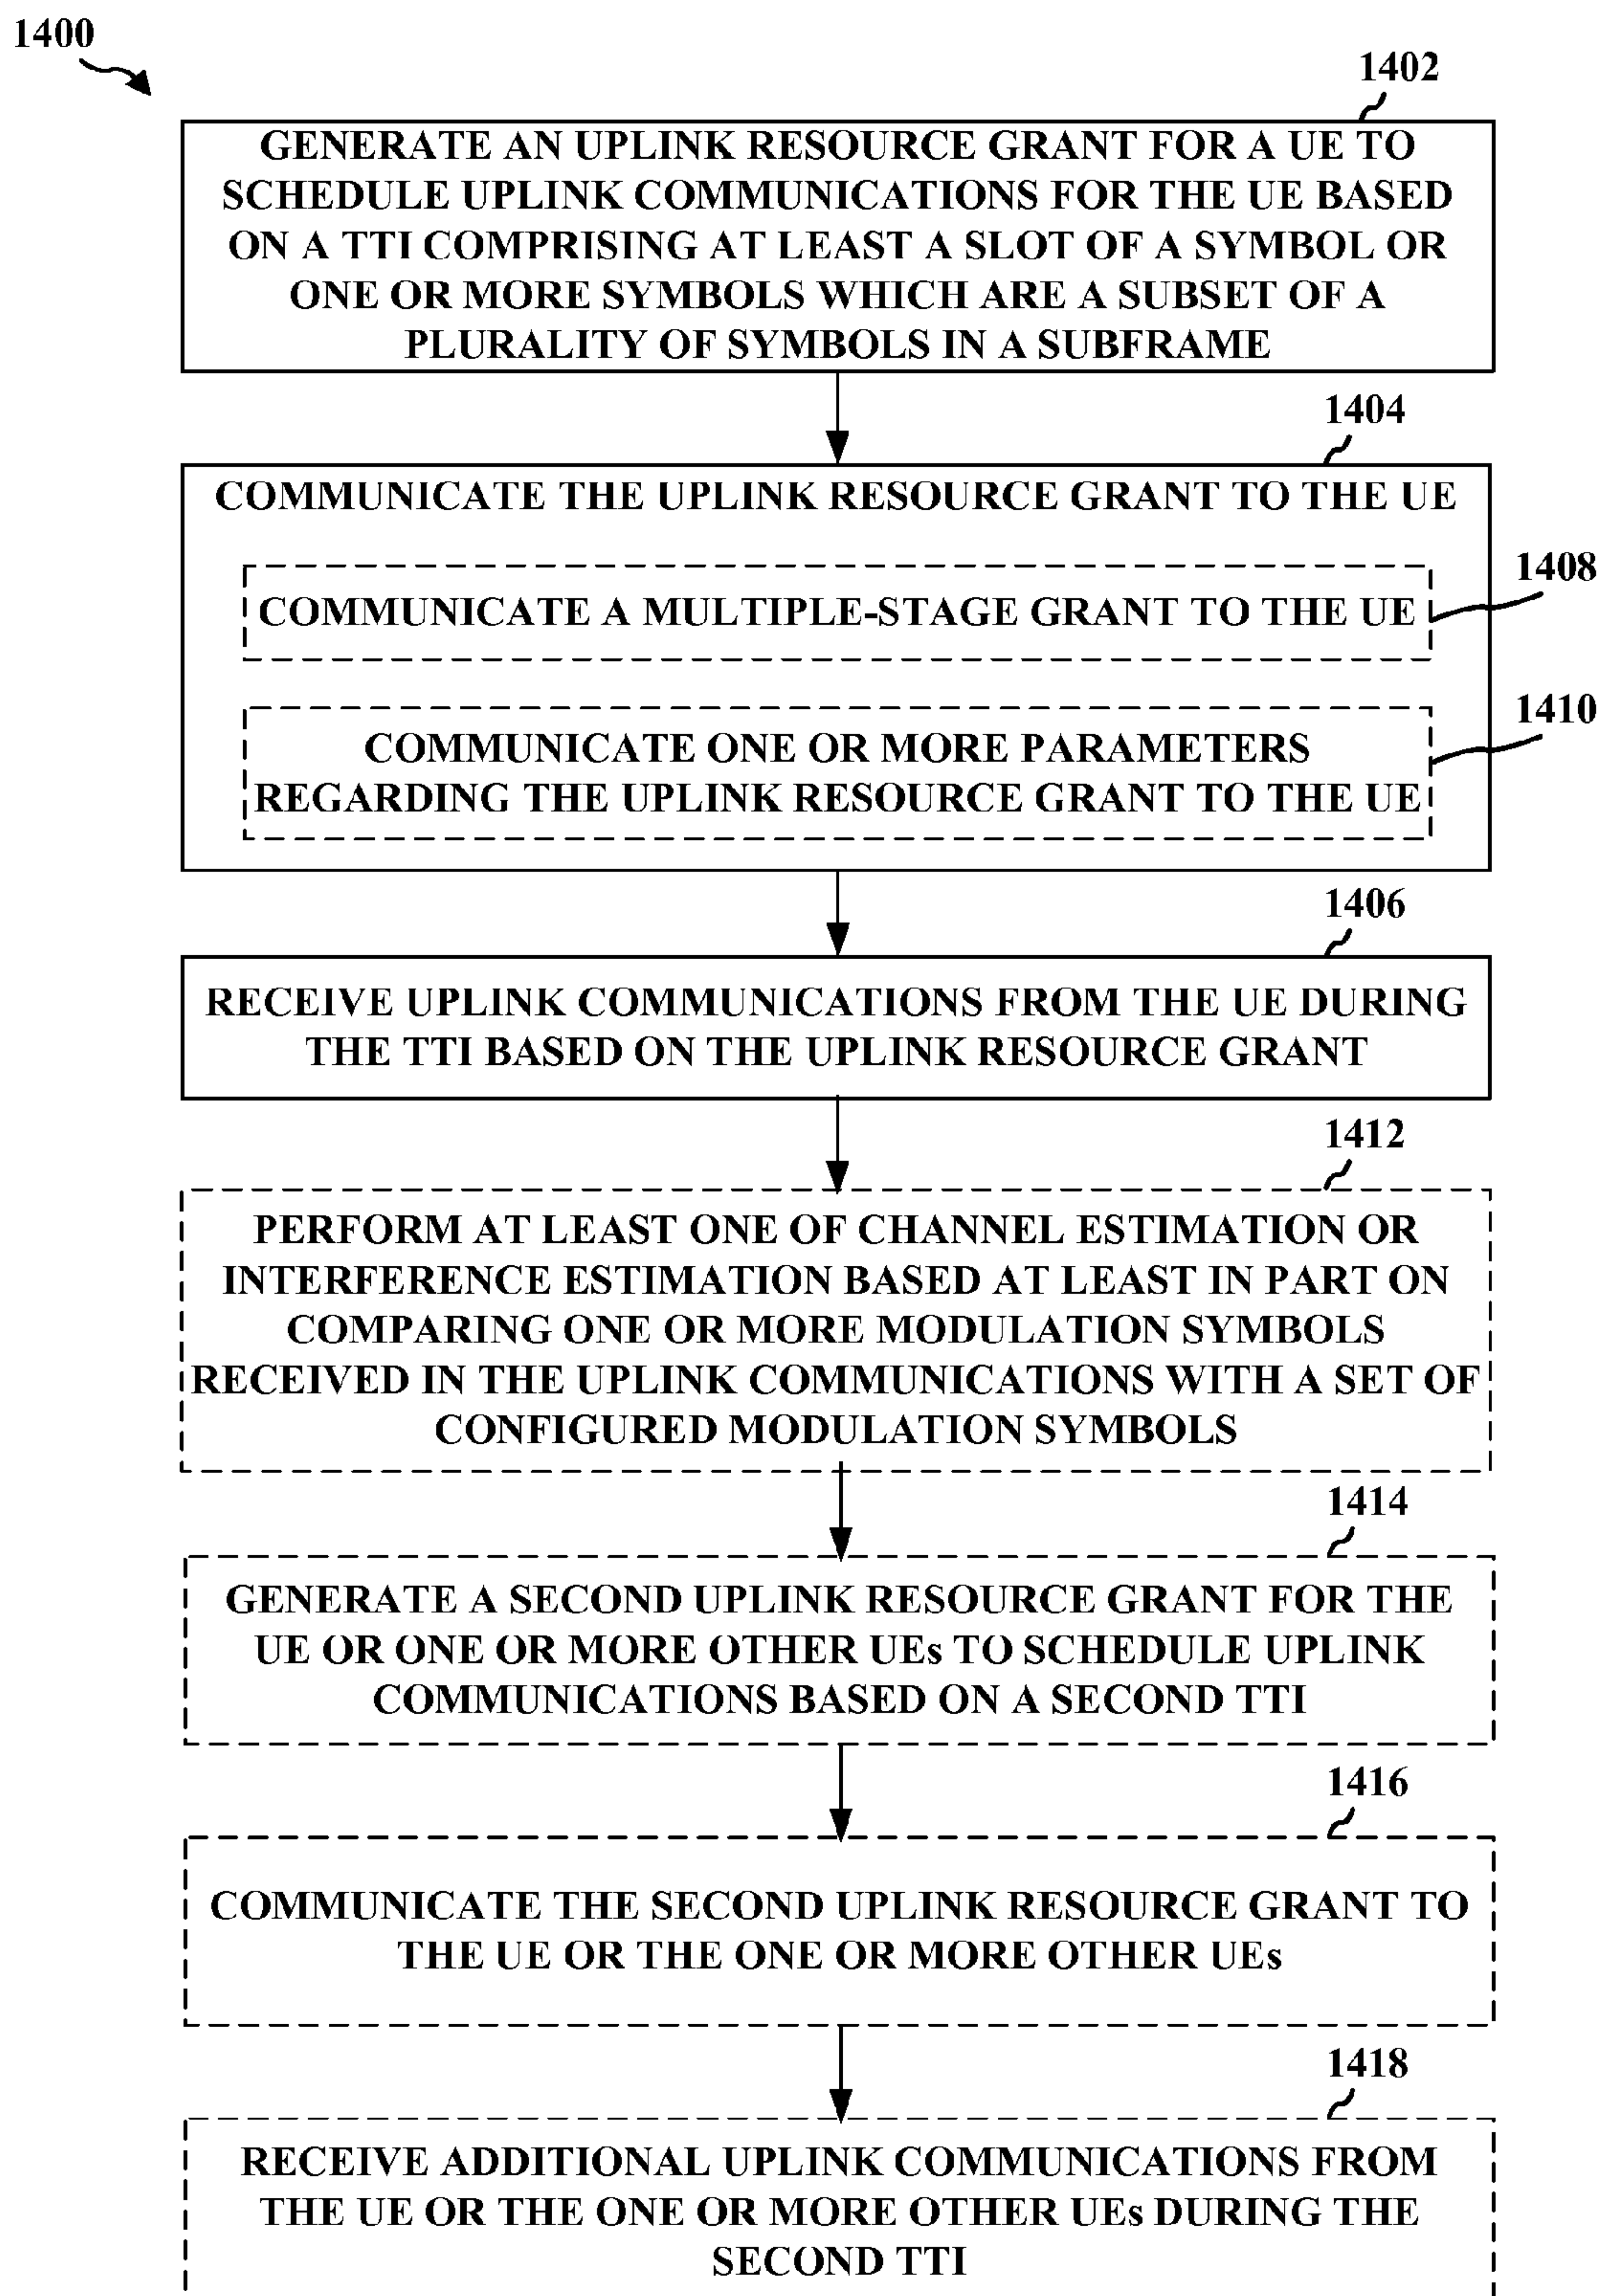 1400
1402
GENERATE AN UPLINK RESOURCE GRANT FOR A UE TO
SCHEDULE UPLINK COMMUNICATIONS FOR THE UE BASED
ON A TTI COMPRISING AT LEAST A SLOT OF A SYMBOL OR
ONE OR MORE SYMBOLS WHICH ARE A SUBSET OF A
PLURALITY OF SYMBOLS IN A SUBFRAME
1404
COMMUNICATE THE UPLINK RESOURCE GRANT TO THE UE
1408
COMMUNICATE A MULTIPLE-STAGE GRANT TO THE UE
1410
COMMUNICATE ONE OR MORE PARAMETERS
REGARDING THE UPLINK RESOURCE GRANT TO THE UE
1406
RECEIVE UPLINK COMMUNICATIONS FROM THE UE DURING
THE TTI BASED ON THE UPLINK RESOURCE GRANT
1412
PERFORM AT LEAST ONE OF CHANNEL ESTIMATION OR
INTERFERENCE ESTIMATION BASED AT LEAST IN PART ON
COMPARING ONE OR MORE MODULATION SYMBOLS
RECEIVED IN THE UPLINK COMMUNICATIONS WITH A SET OF
CONFIGURED MODULATION SYMBOLS
1414
GENERATE A SECOND UPLINK RESOURCE GRANT FOR THE
UE OR ONE OR MORE OTHER UEs TO SCHEDULE UPLINK
COMMUNICATIONS BASED ON A SECOND TTI
1416
COMMUNICATE THE SECOND UPLINK RESOURCE GRANT TO
THE UE OR THE ONE OR MORE OTHER UEs
1418
RECEIVE ADDITIONAL UPLINK COMMUNICATIONS FROM
THE UE OR THE ONE OR MORE OTHER UEs DURING THE
SECOND TTI